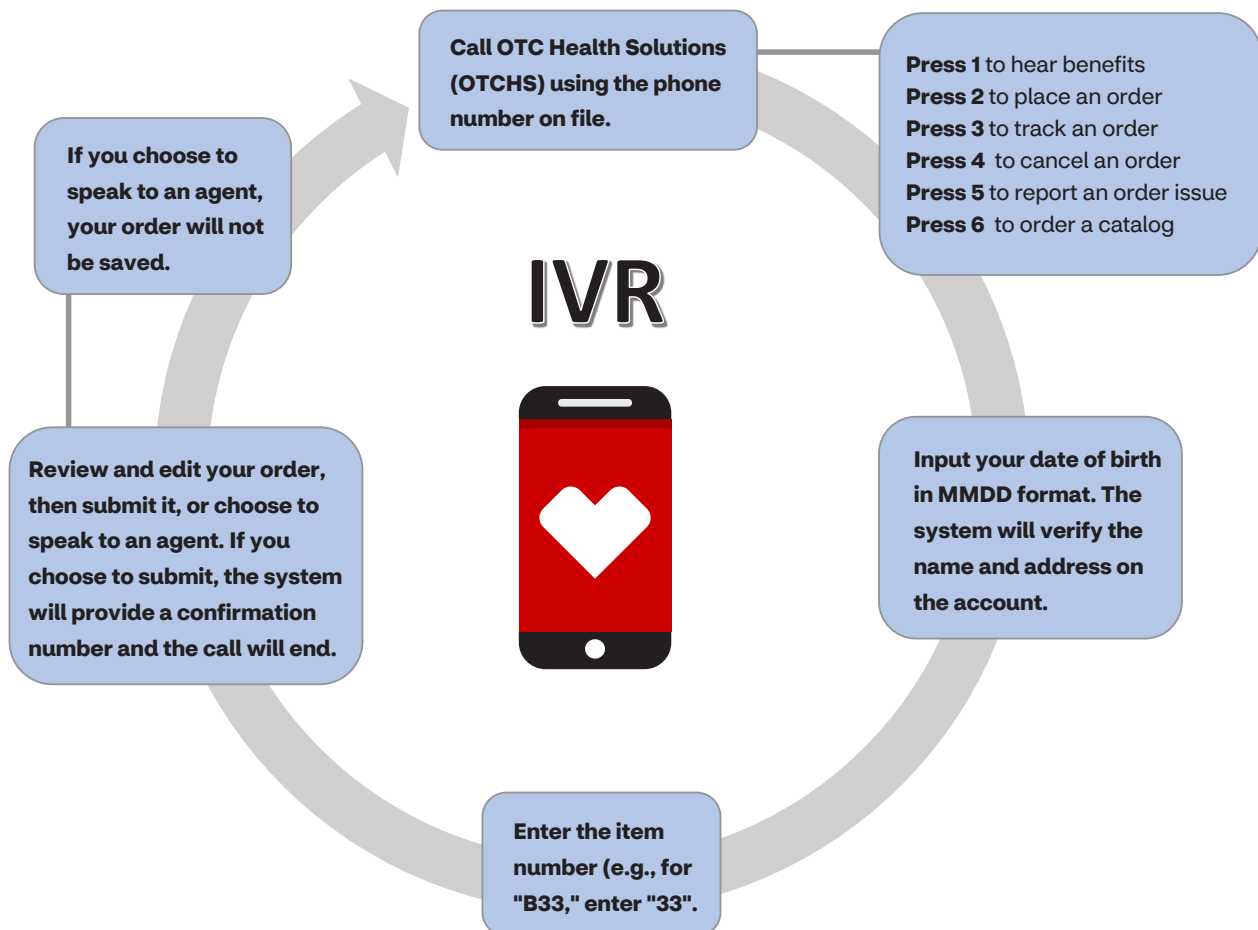 Call OTC Health Solutions
(OTCHS) using the phone
number on file.
Press 1 to hear benefits
Press 2 to place an order
Press 3 to track an order
Press 4 to cancel an order
Press 5 to report an order issue
Press 6 to order a catalog
Input your date of birth
in MMDD format. The
system will verify the
name and address on
the account.
Enter the item
number (e.g., for
"B33," enter "33".
Review and edit your order,
then submit it, or choose to
speak to an agent. If you
choose to submit, the system
will provide a confirmation
number and the call will end.
If you choose to
speak to an agent,
your order will not
be saved.
IVR